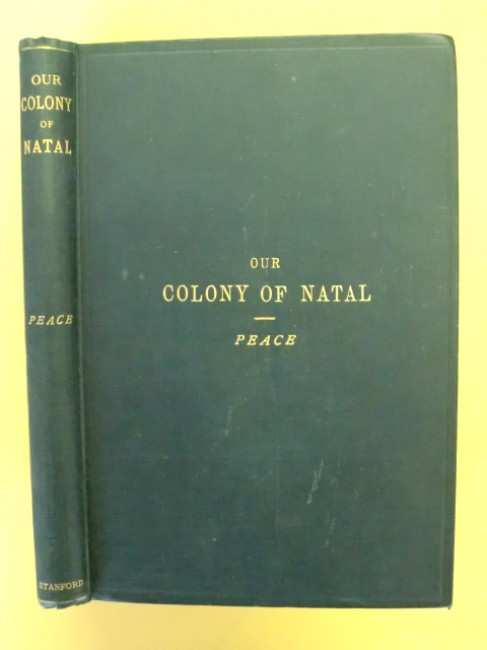 OUR
COLONY
OF
NATAL
PEACE
STANFORD
OUR
COLONY OF NATAL
PEACE